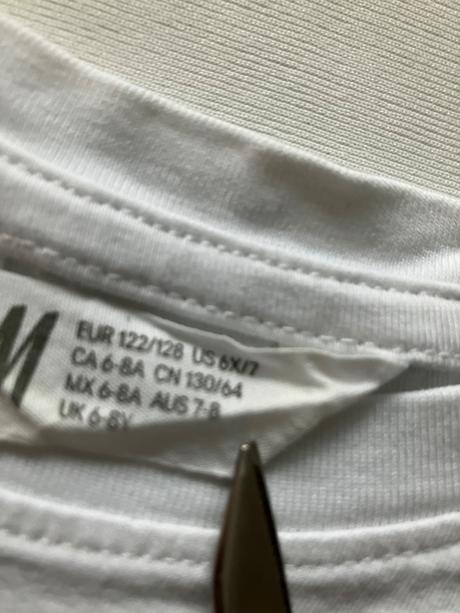 M
EUR 122/128 US 6X/7
CA 6-8A CN 130/64
MX 6-8A AUS 7-8
UK 6-8Y